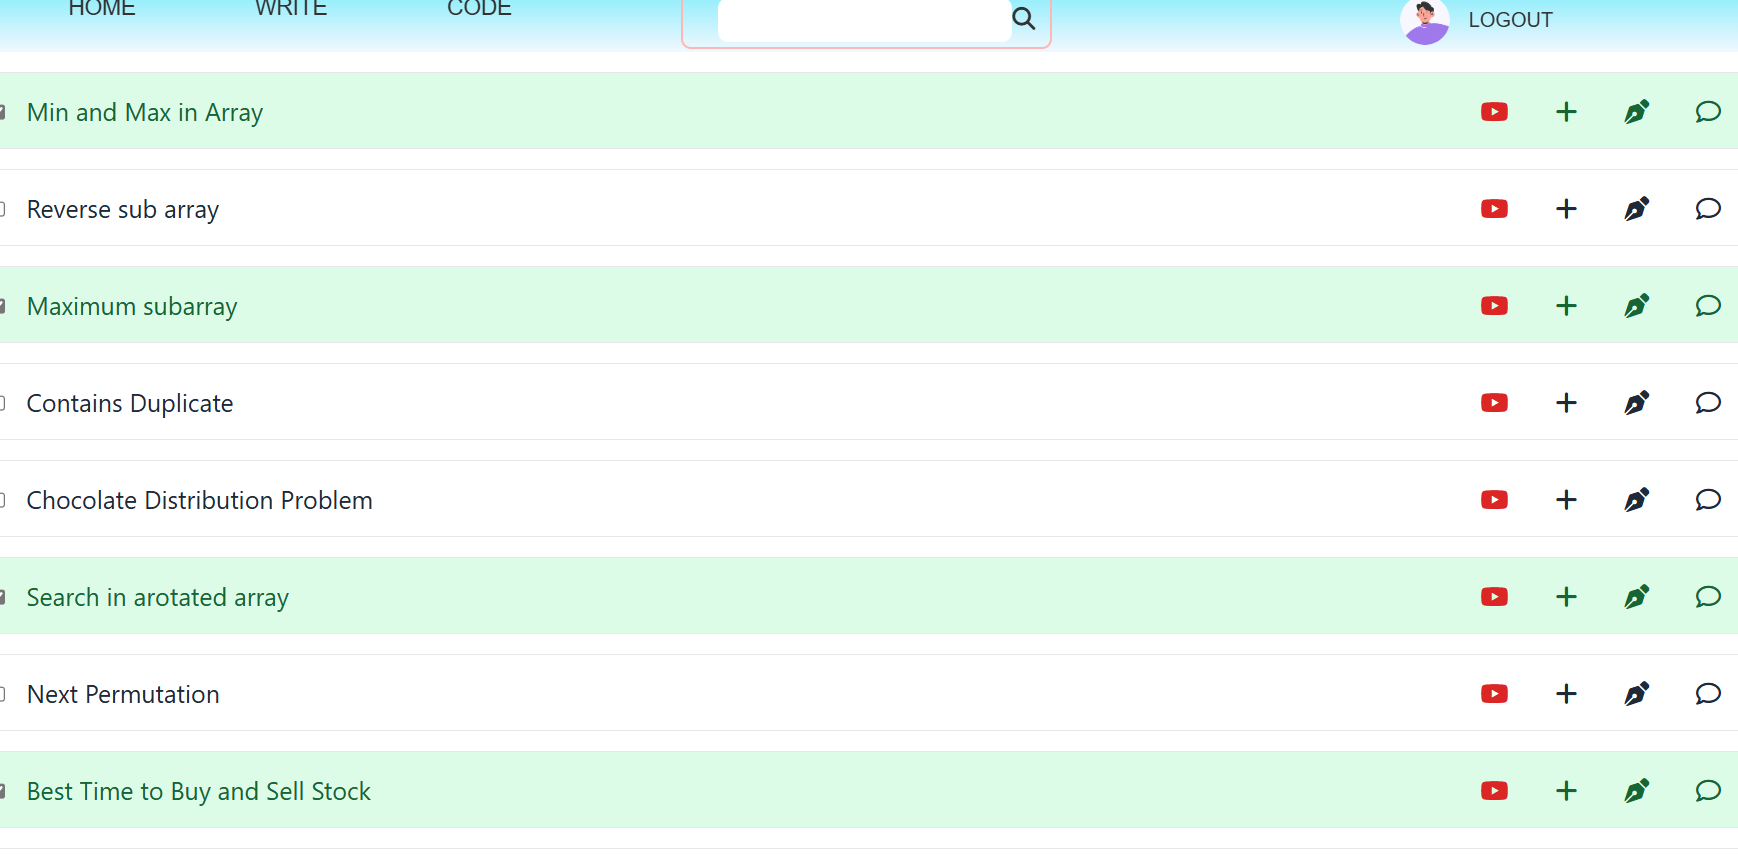 HOME WRITE CODE LOGOUT
Min and Max in Array
Reverse sub array
Maximum subarray
Contains Duplicate
Chocolate Distribution Problem
Search in arotated array
Next Permutation
Best Time to Buy and Sell Stock